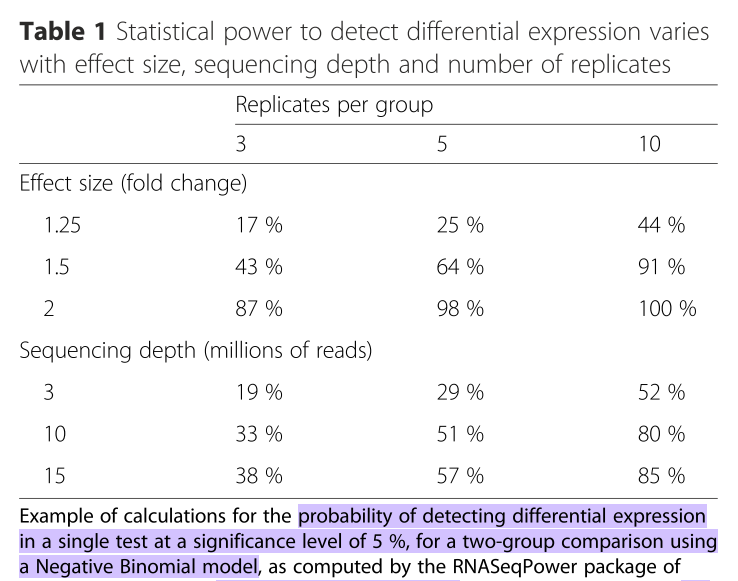 Table 1 Statistical power to detect differential expression varies
with effect size, sequencing depth and number of replicates
Replicates per group
3 5 10
Effect size (fold change)
1.25 17 % 25 % 44 %
1.5 43 % 64 % 91 %
2 87 % 98 % 100 %
Sequencing depth (millions of reads)
3 19 % 29 % 52 %
10 33 % 51 % 80 %
15 38 % 57 % 85 %
Example of calculations for the probability of detecting differential expression
in a single test at a significance level of 5 %, for a two-group comparison using
a Negative Binomial model, as computed by the RNASeqPower package of